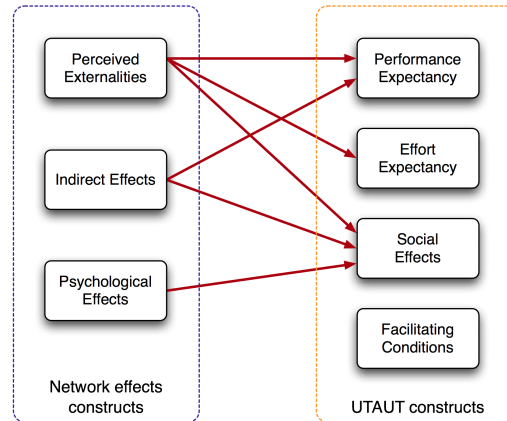 Perceived
Externalities
Indirect Effects
Psychological
Effects
Network effects
constructs
Performance
Expectancy
Effort
Expectancy
Social
Effects
Facilitating
Conditions
UTAUT constructs